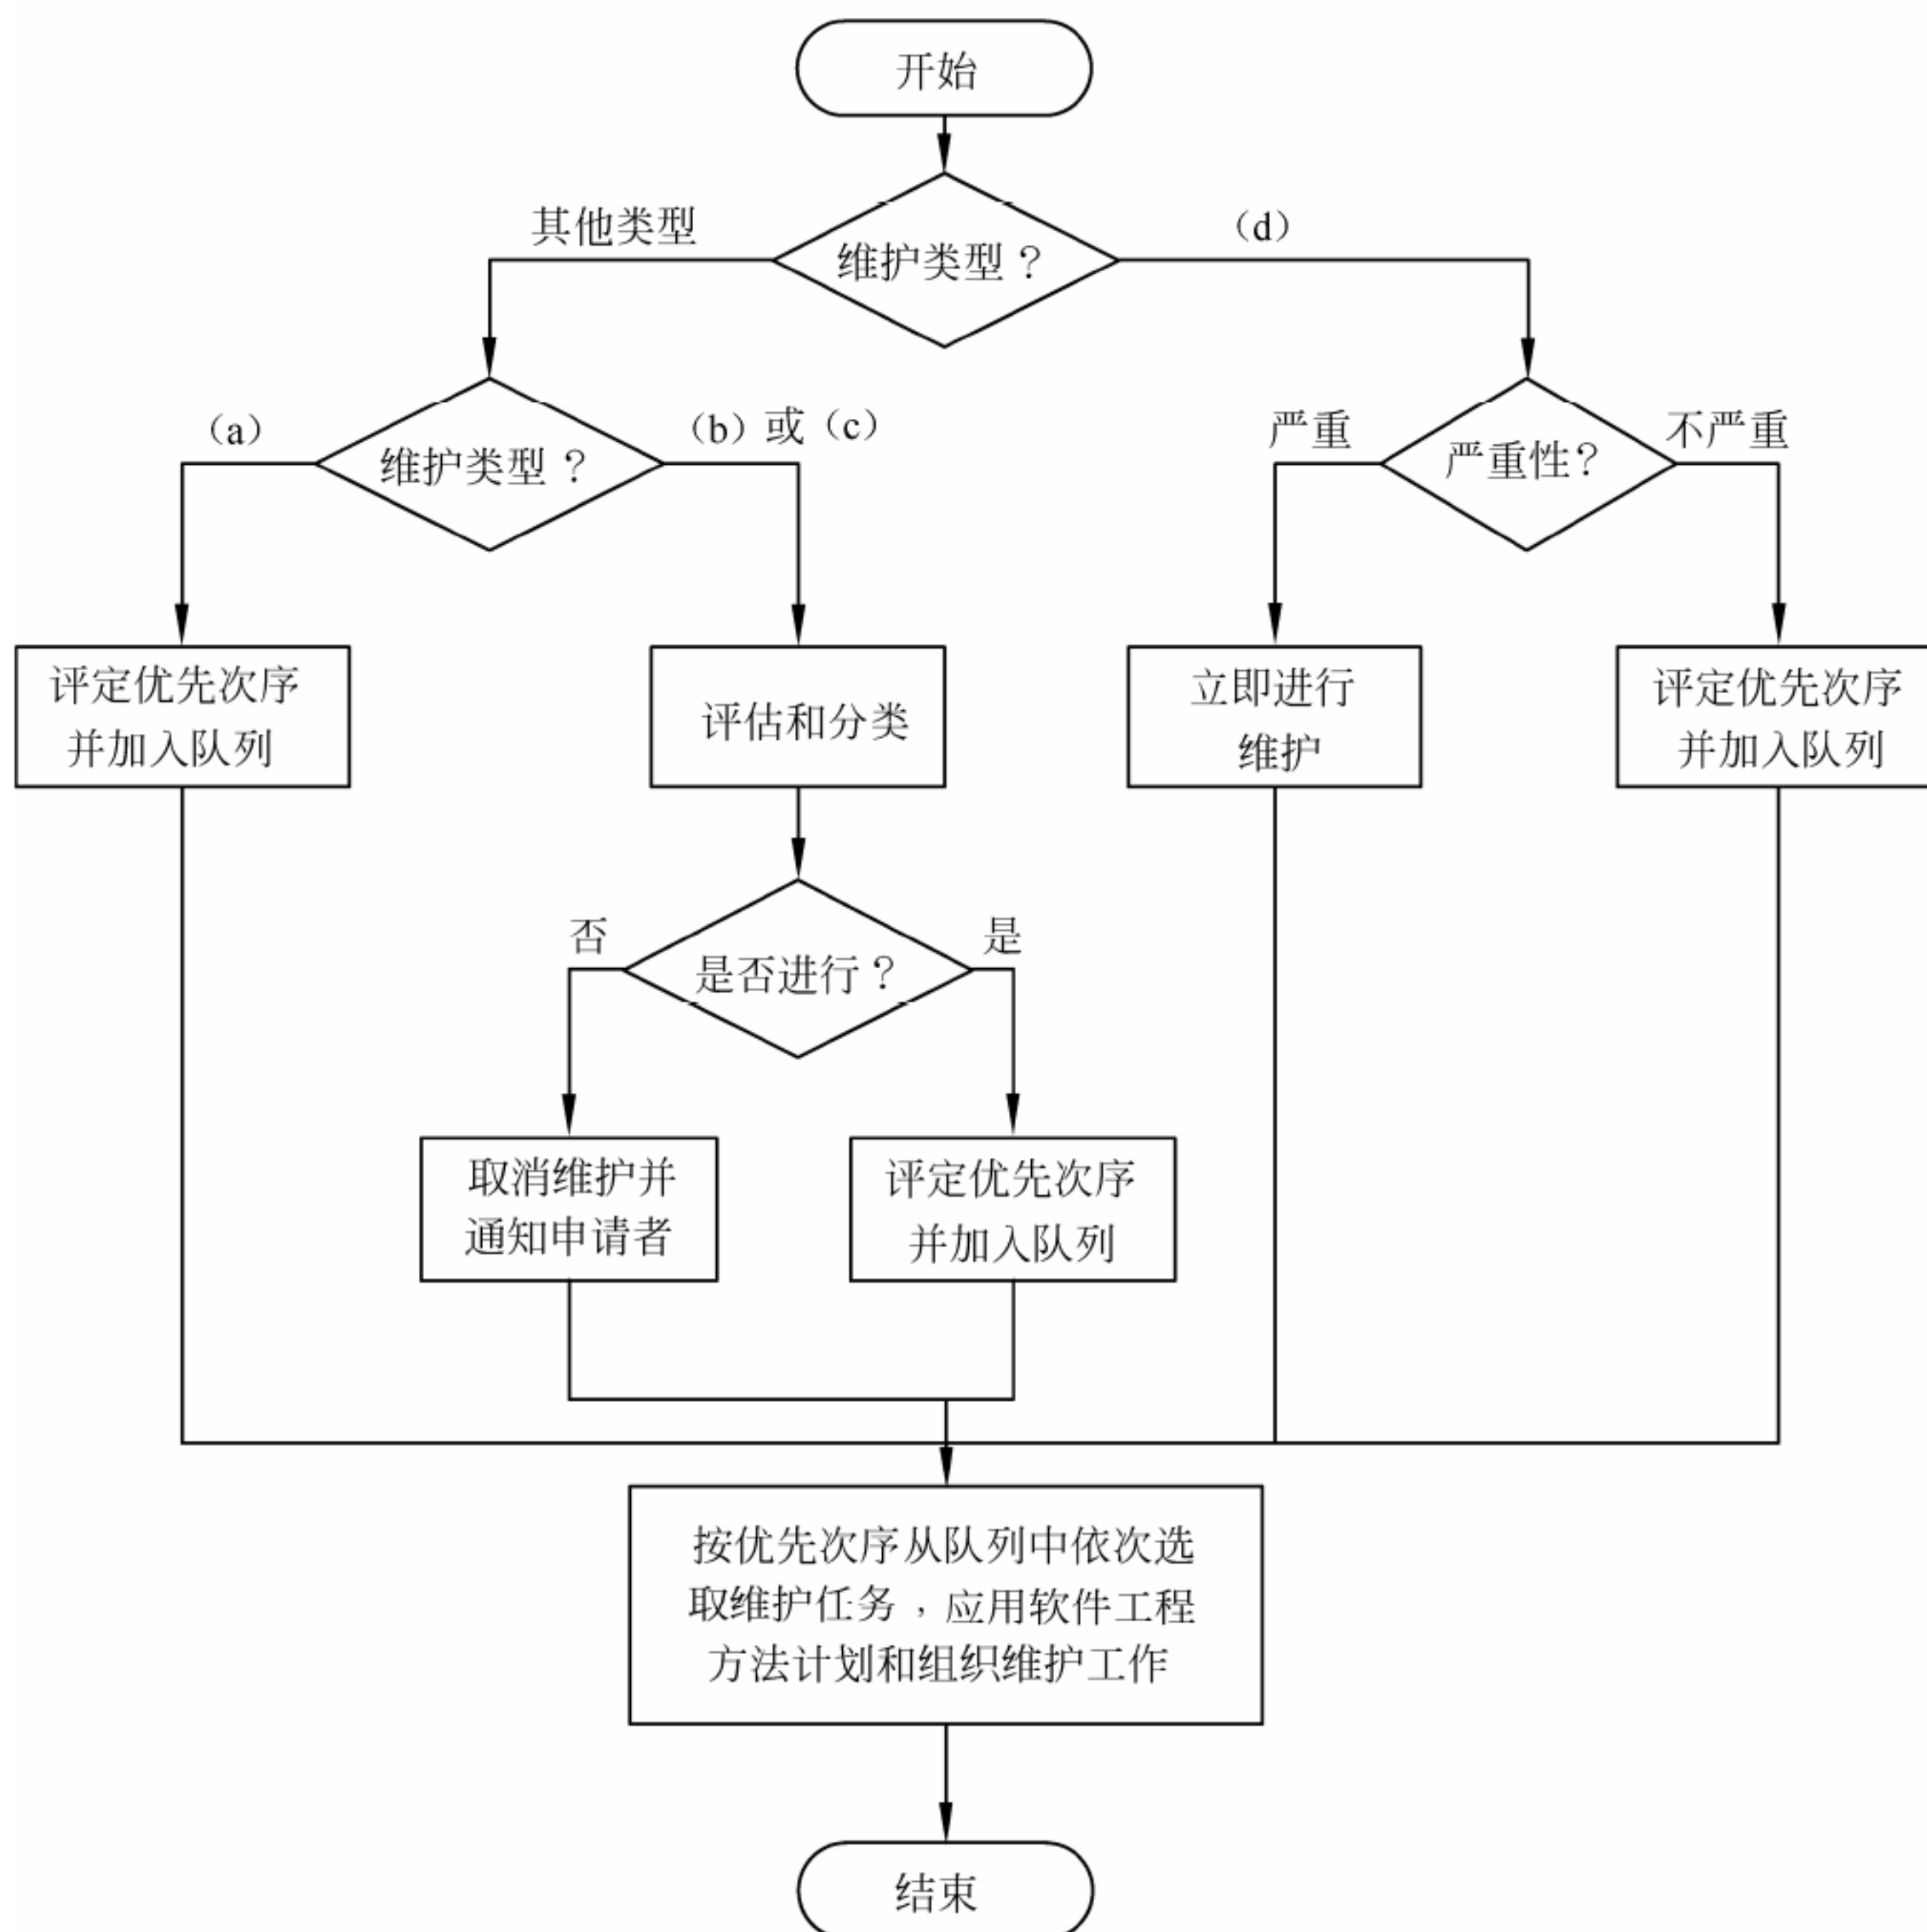 开始
其他类型
维护类型？
（d）
（a）
维护类型？
（b）或（c）
严重
严重性？
不严重
评定优先次序
并加入队列
评估和分类
立即进行
维护
评定优先次序
并加入队列
否
是否进行？
是
取消维护并
通知申请者
评定优先次序
并加入队列
按优先次序从队列中依次选
取维护任务，应用软件工程
方法计划和组织维护工作
结束